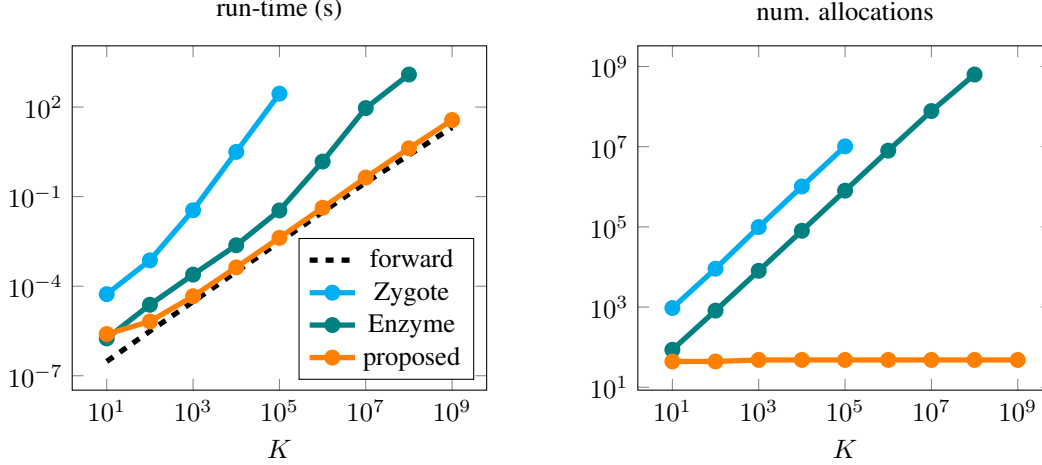 run-time (s)
10^2
10^-1
10^-4
10^-7
forward
Zygote
Enzyme
proposed
10^1 10^3 10^5 10^7 10^9
K
num. allocations
10^9
10^7
10^5
10^3
10^1
10^1 10^3 10^5 10^7 10^9
K